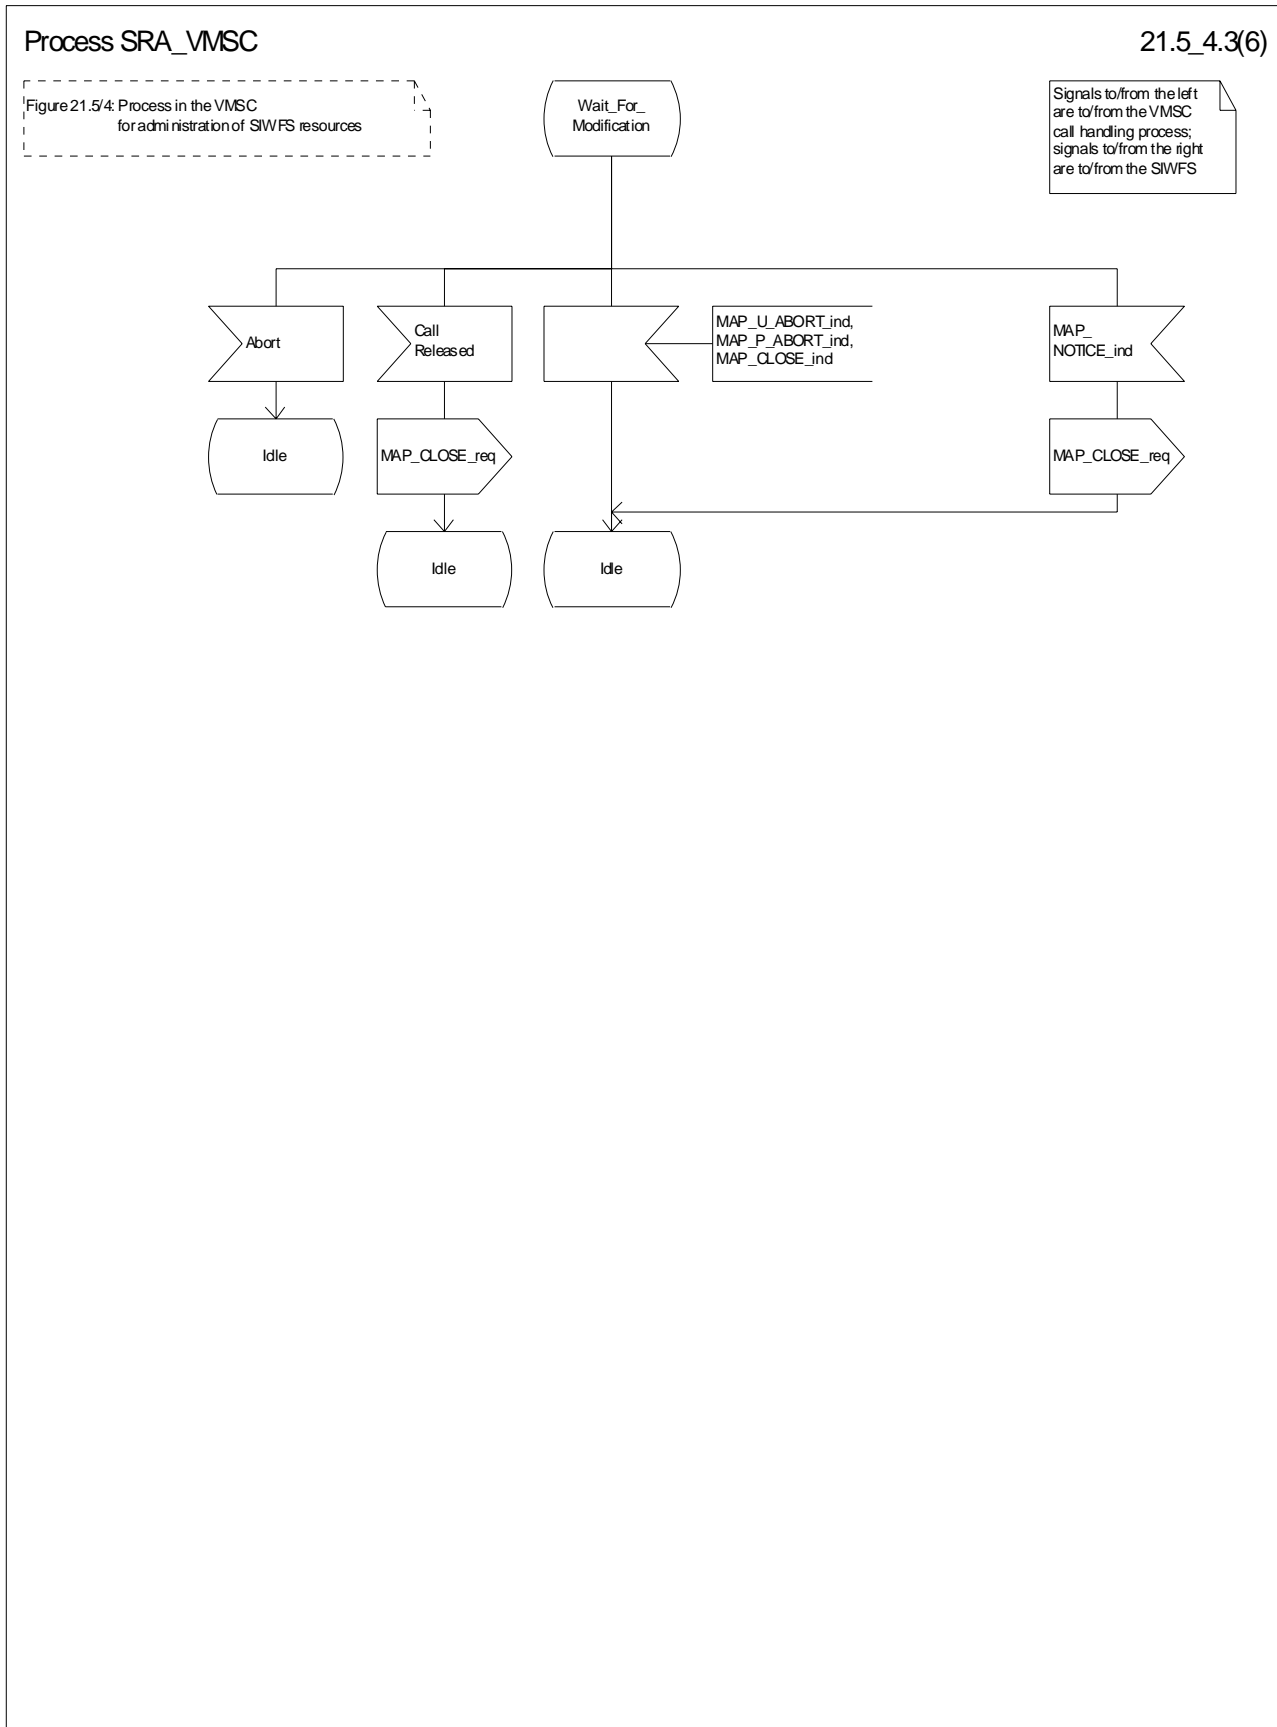 Process SRA_VMSC
21.5_4.3(6)
Figure 21.5/4: Process in the VMSC
for administration of SIWFS resources
Wait_For_
Modification
Signals to/from the left
are to/from the VMSC
call handling process;
signals to/from the right
are to/from the SIWFS
Abort
Call
Released
MAP_U_ABORT_ind,
MAP_P_ABORT_ind,
MAP_CLOSE_ind
MAP_
NOTICE_ind
Idle
MAP_CLOSE_req
MAP_CLOSE_req
Idle
Idle